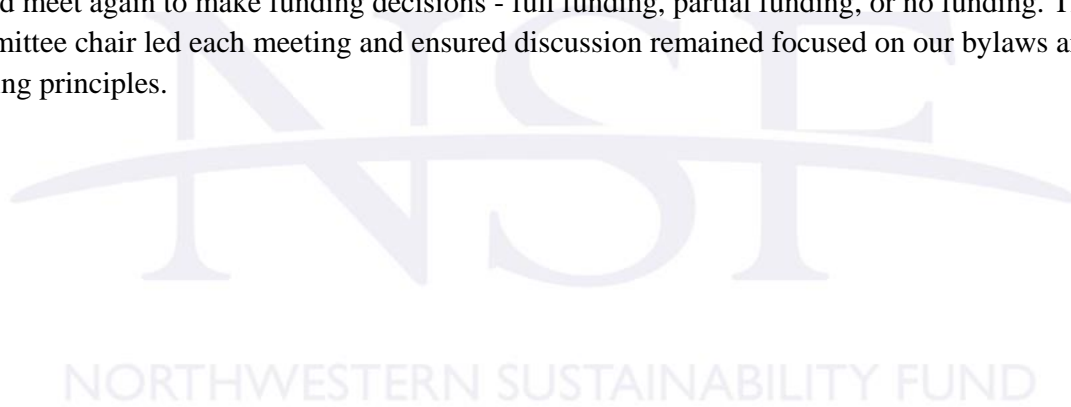 d meet again to make funding decisions - full funding, partial funding, or no funding. T
mittee chair led each meeting and ensured discussion remained focused on our bylaws a
ng principles.
NSF
NORTHWESTERN SUSTAINABILITY FUND